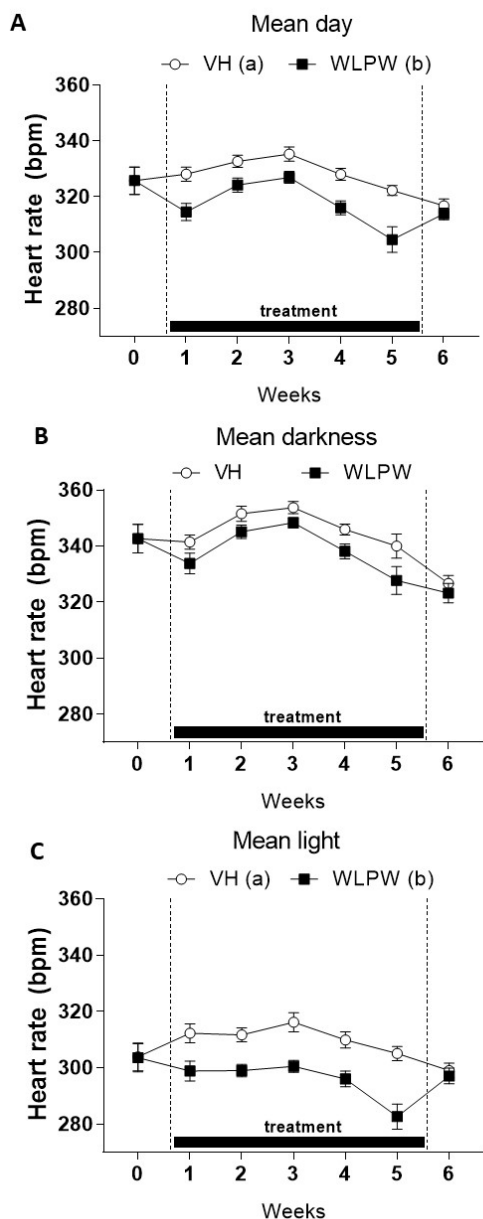 A
Mean day
VH (a) WLPW (b)
Heart rate (bpm)
360
340
320
300
280
treatment
0 1 2 3 4 5 6
Weeks
B
Mean darkness
VH WLPW
Heart rate (bpm)
360
340
320
300
280
treatment
0 1 2 3 4 5 6
Weeks
C
Mean light
VH (a) WLPW (b)
Heart rate (bpm)
360
340
320
300
280
treatment
0 1 2 3 4 5 6
Weeks